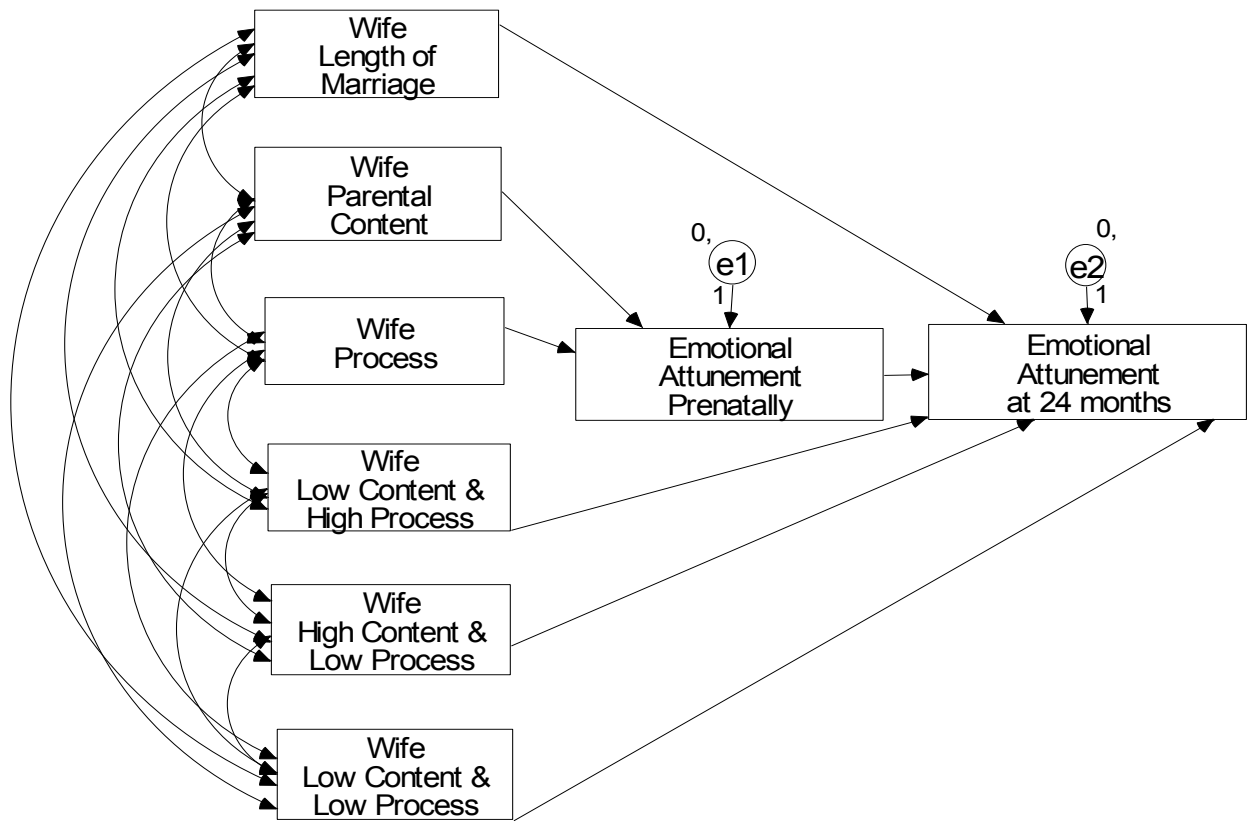 Wife
Length of
Marriage
Wife
Parental
Content
Wife
Process
Wife
Low Content &
High Process
Wife
High Content &
Low Process
Wife
Low Content &
Low Process
0,
e1
1
Emotional
Attunement
Prenatally
0,
e2
1
Emotional
Attunement
at 24 months